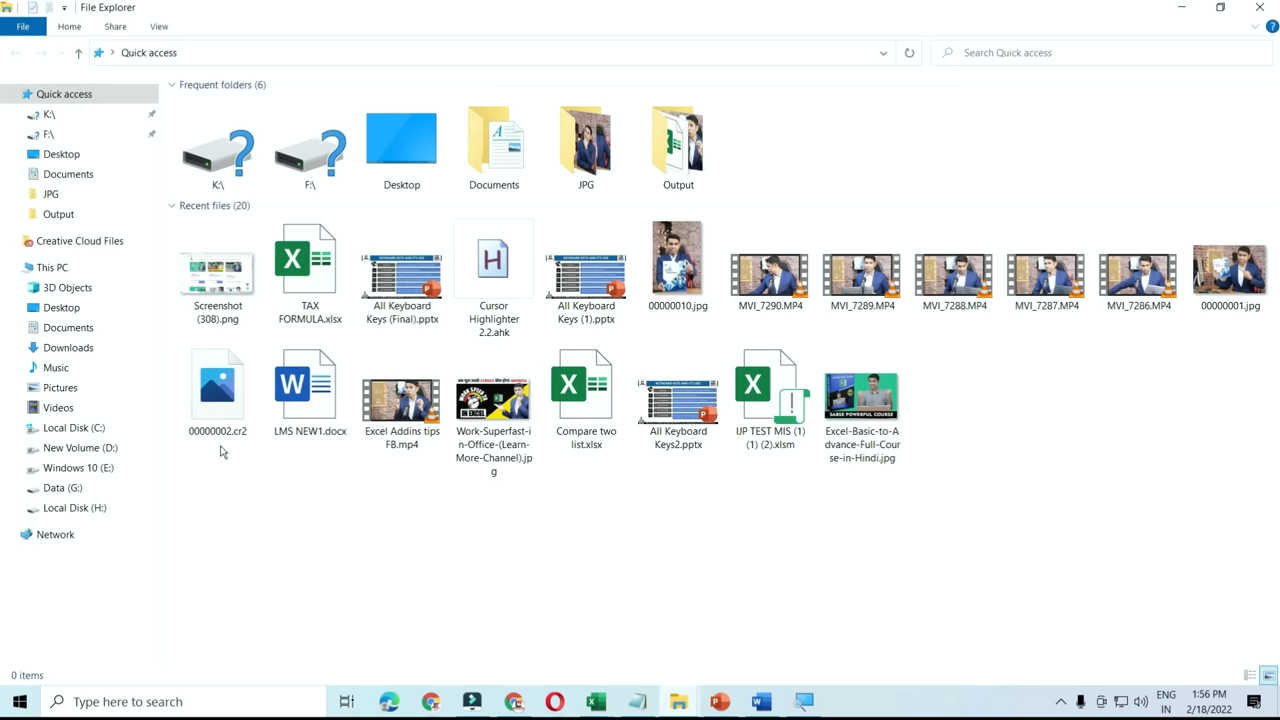 File Explorer
File Home Share View
Quick access
Search Quick access
Quick access
K:\
F:\
Desktop
Documents
JPG
Output
Creative Cloud Files
This PC
3D Objects
Desktop
Documents
Downloads
Music
Pictures
Videos
Local Disk (C:)
New Volume (D:)
Windows 10 (E:)
Data (G:)
Local Disk (H:)
Network
Frequent folders (6)
K:\ F:\ Desktop Documents JPG Output
Recent files (20)
Screenshot
(308).png
TAX
FORMULA.xlsx
All Keyboard
Keys (Final).pptx
Cursor
Highlighter
2.2.ahk
All Keyboard
Keys (1).pptx
00000010.jpg
MVI_7290.MP4
MVI_7289.MP4
MVI_7288.MP4
MVI_7287.MP4
MVI_7286.MP4
00000001.jpg
00000002.cr2
LMS NEW1.docx
Excel Addins tips
FB.mp4
Work-Superfast-i
n-Office-(Learn-
More-Channel).jp
g
Compare two
list.xlsx
All Keyboard
Keys2.pptx
IJP TEST MIS (1)
(1) (2).xlsm
Excel-Basic-to-A
dvance-Full-Cour
se-in-Hindi.jpg
0 items
Type here to search
ENG
IN
1:56 PM
2/18/2022